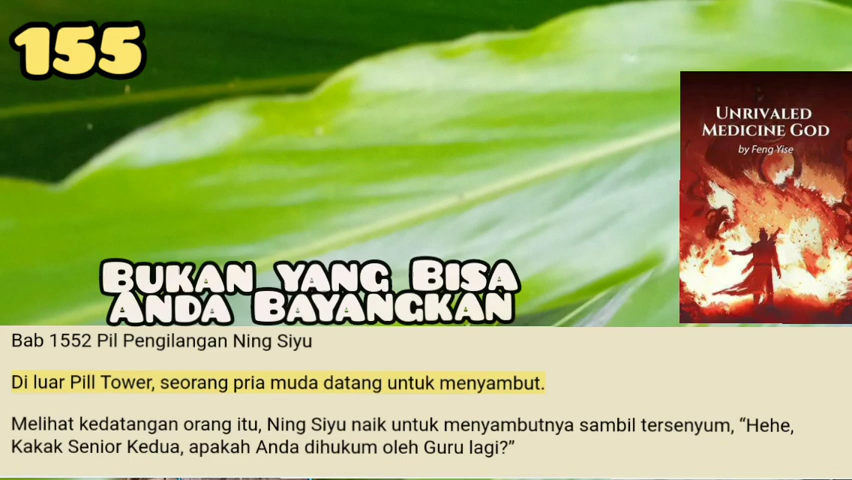 155
UNRIVALED
MEDICINE GOD
by Feng Yise
BUKAN YANG BISA
ANDA BAYANGKAN
Bab 1552 Pil Pengilangan Ning Siyu
Di luar Pill Tower, seorang pria muda datang untuk menyambut.
Melihat kedatangan orang itu, Ning Siyu naik untuk menyambutnya sambil tersenyum, “Hehe,
Kakak Senior Kedua, apakah Anda dihukum oleh Guru lagi?”